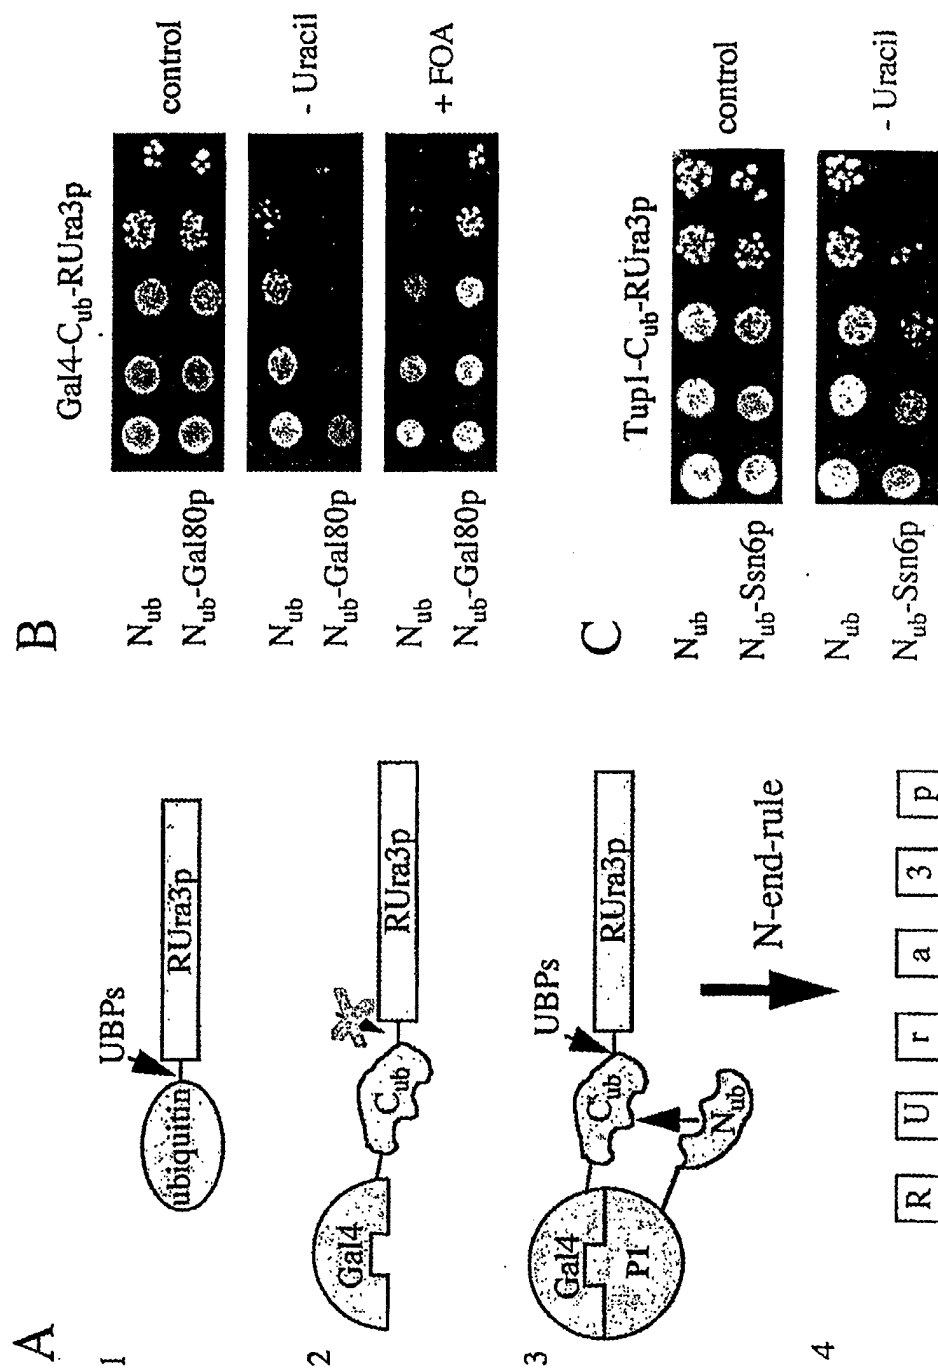 A
1
UBPs
ubiquitin
RUra3p
2
Gal4
Cub
RUra3p
3
UBPs
Gal4
P1
Cub
Nub
RUra3p
N-end-rule
4
R U r a 3 p
B
Gal4-Cub-RUra3p
Nub
Nub-Gal80p
control
Nub
Nub-Gal80p
- Uracil
Nub
Nub-Gal80p
+ FOA
C
Tup1-Cub-RUra3p
Nub
Nub-Ssn6p
control
Nub
Nub-Ssn6p
- Uracil